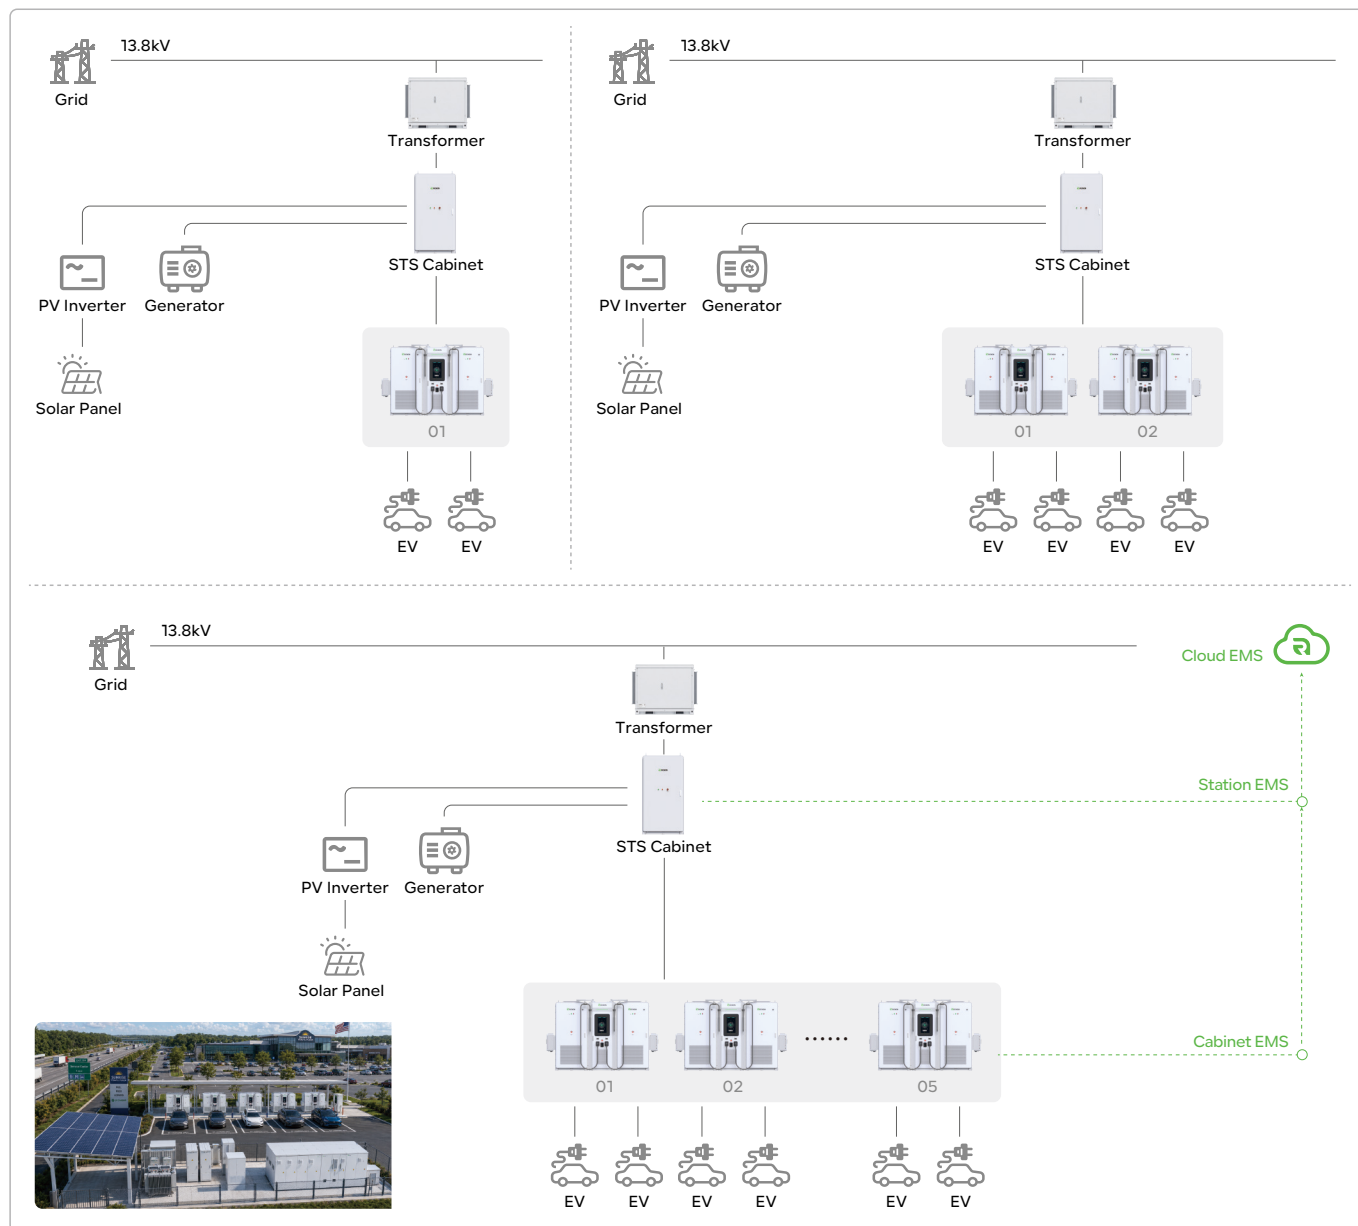 13.8kV
Grid
Transformer
STS Cabinet
PV Inverter
Generator
Solar Panel
01
EV
EV
13.8kV
Grid
Transformer
STS Cabinet
PV Inverter
Generator
Solar Panel
01
02
EV
EV
EV
EV
13.8kV
Grid
Cloud EMS
Transformer
Station EMS
STS Cabinet
PV Inverter
Generator
Solar Panel
Cabinet EMS
01
02
......
05
EV
EV
EV
EV
EV
EV